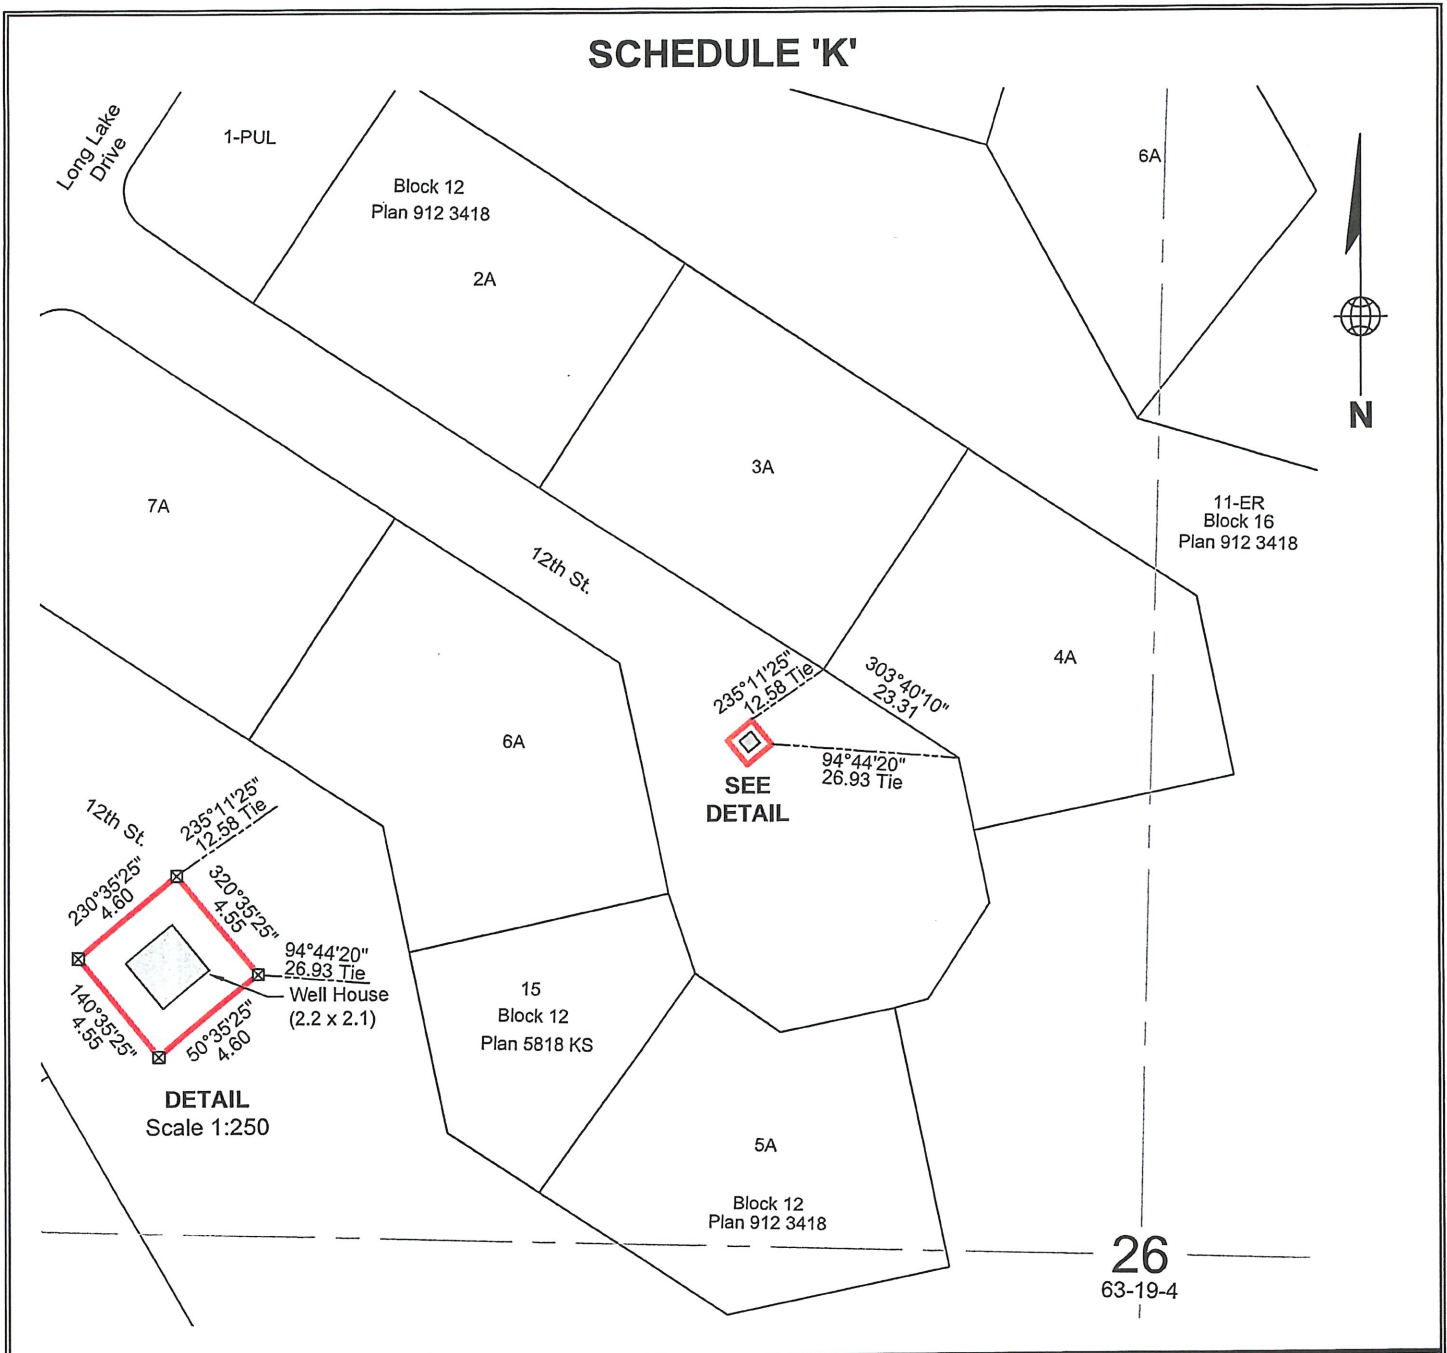 SCHEDULE 'K'
Long Lake
Drive
1-PUL
Block 12
Plan 912 3418
2A
6A
N
3A
7A
11-ER
Block 16
Plan 912 3418
12th St.
4A
235°11'25"
12.58 Tie
303°40'10"
23.31
94°44'20"
26.93 Tie
SEE
DETAIL
6A
12th St.
235°11'25"
12.58 Tie
230°35'25"
4.60
320°35'25"
4.55
94°44'20"
26.93 Tie
Well House
(2.2 x 2.1)
140°35'25"
4.55
50°35'25"
4.60
DETAIL
Scale 1:250
15
Block 12
Plan 5818 KS
5A
Block 12
Plan 912 3418
26
63-19-4